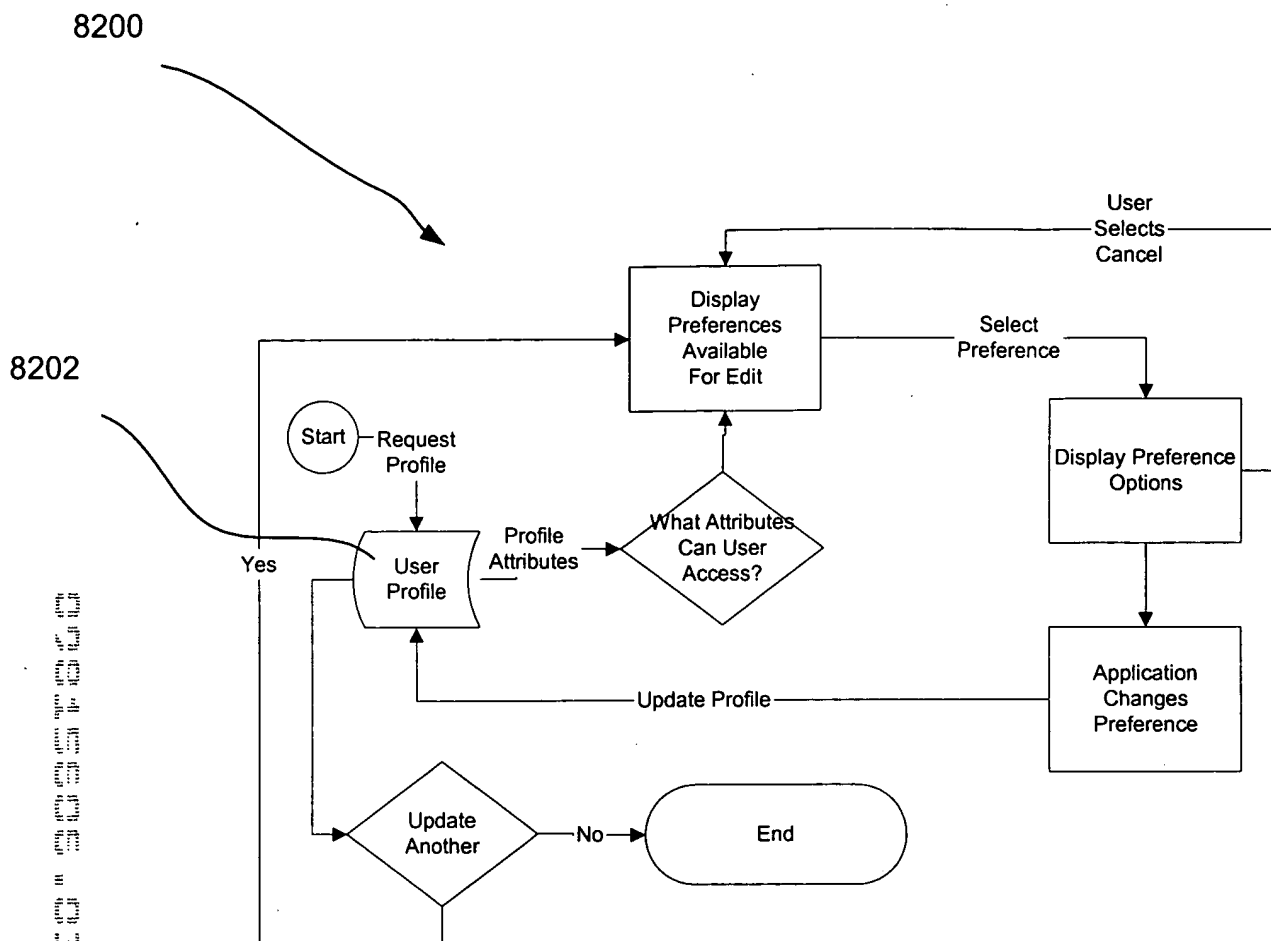 8200
User
Selects
Cancel
Display
Preferences
Available
For Edit
Select
Preference
8202
Start
Request
Profile
Display Preference
Options
What Attributes
Can User
Access?
Profile
Attributes
User
Profile
Yes
Application
Changes
Preference
Update Profile
Update
Another
No
End